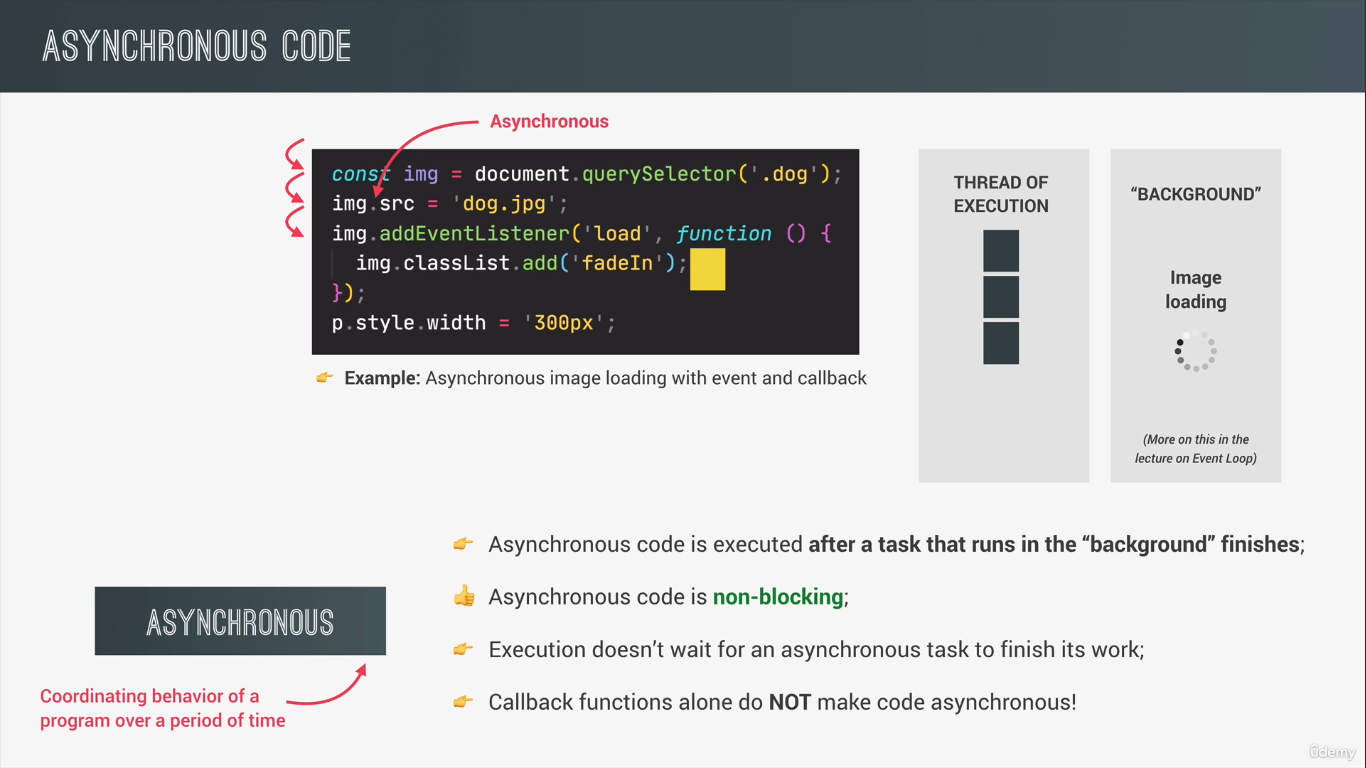 ASYNCHRONOUS CODE
Asynchronous
const img = document.querySelector('.dog');
img.src = 'dog.jpg';
img.addEventListener('load', function () {
  img.classList.add('fadeIn');
});
p.style.width = '300px';
👉 Example: Asynchronous image loading with event and callback
THREAD OF
EXECUTION
“BACKGROUND”
Image
loading
(More on this in the
lecture on Event Loop)
👉 Asynchronous code is executed after a task that runs in the “background” finishes;
👍 Asynchronous code is non-blocking;
👉 Execution doesn’t wait for an asynchronous task to finish its work;
👉 Callback functions alone do NOT make code asynchronous!
ASYNCHRONOUS
Coordinating behavior of a
program over a period of time
ûdemy